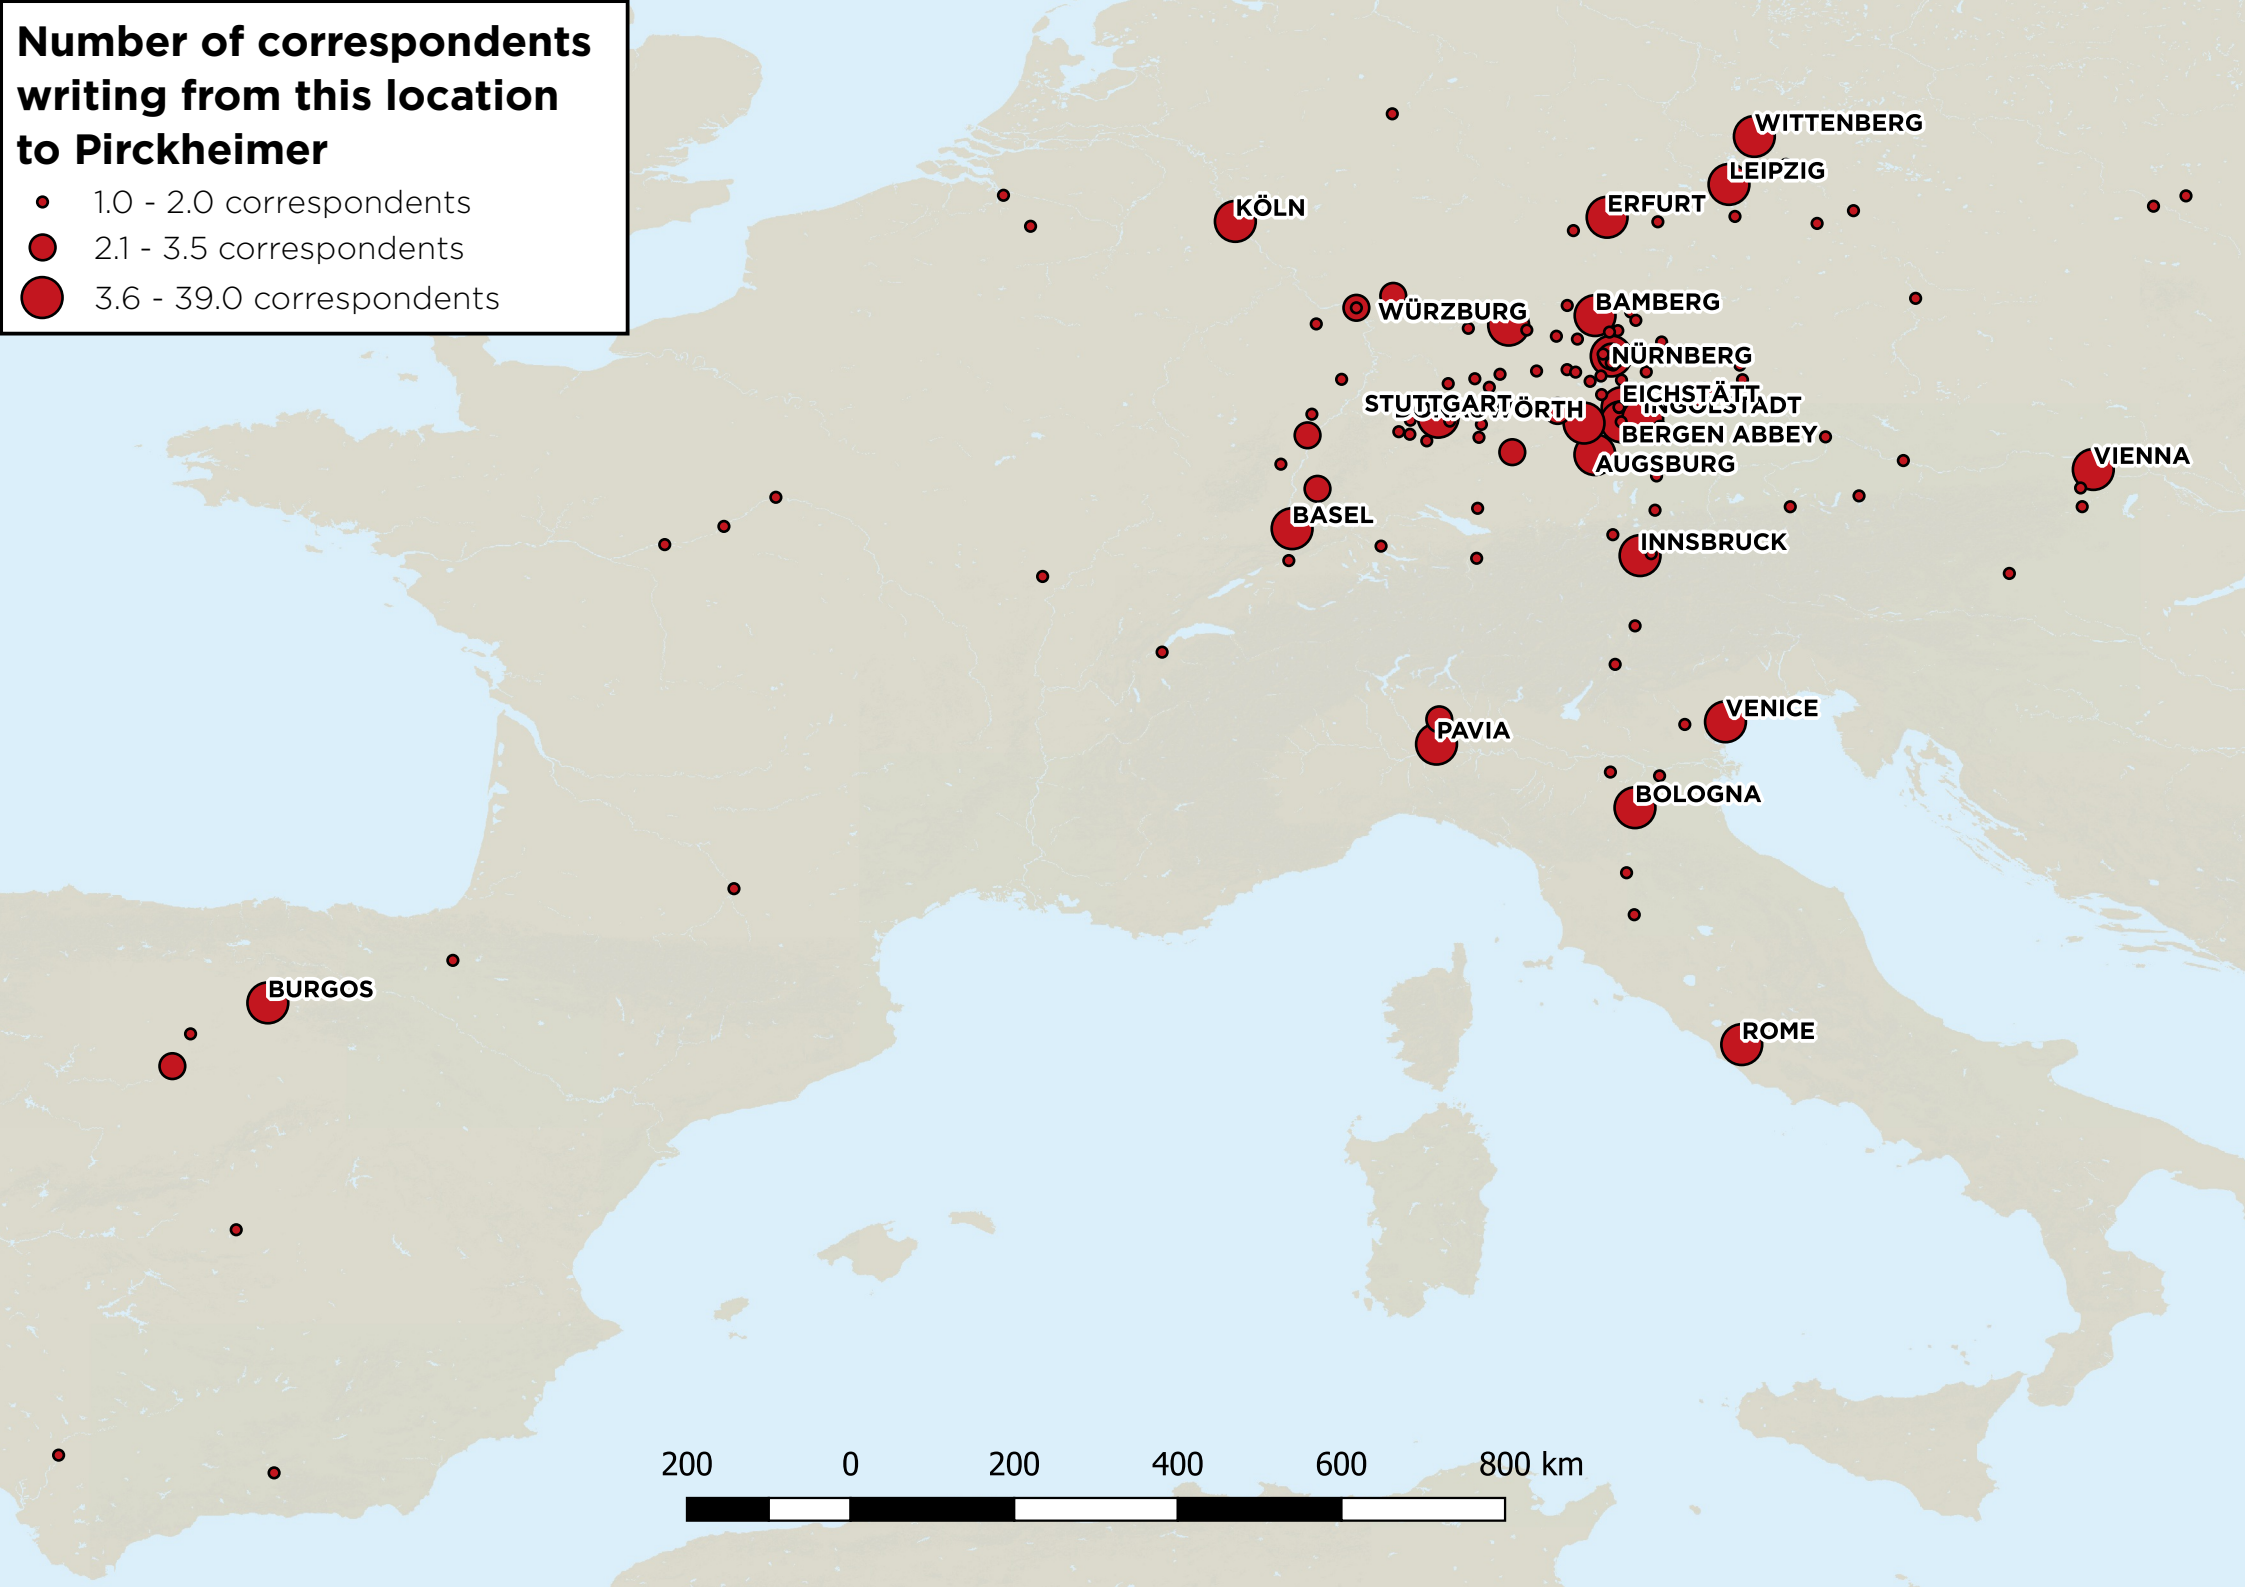 Number of correspondents
writing from this location
to Pirckheimer
1.0 - 2.0 correspondents
2.1 - 3.5 correspondents
3.6 - 39.0 correspondents
WITTENBERG
LEIPZIG
ERFURT
KÖLN
BAMBERG
WÜRZBURG
NÜRNBERG
EICHSTÄTT
STUTTGART
INGOLSTADT
BERGEN ABBEY
AUGSBURG
VIENNA
BASEL
INNSBRUCK
VENICE
PAVIA
BOLOGNA
BURGOS
ROME
200 0 200 400 600 800 km